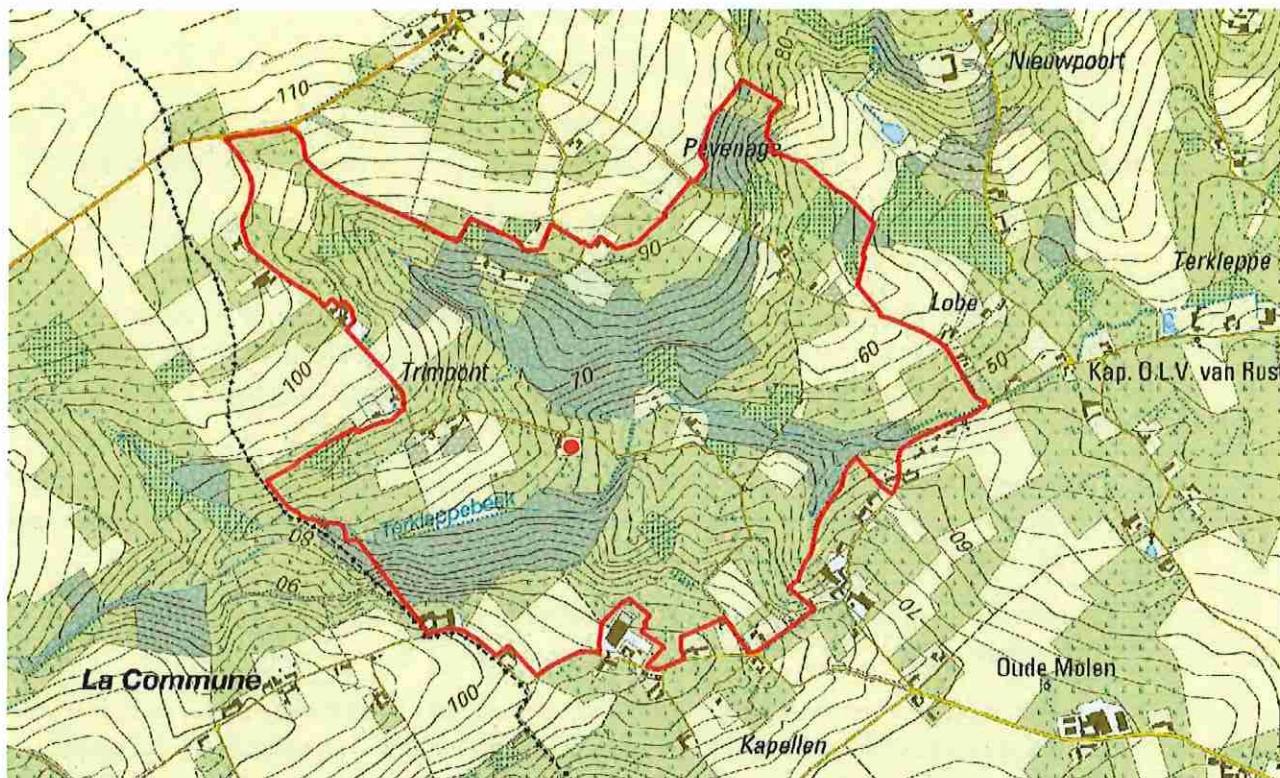 Nieuwpoort
80
110
Pevenage
90
Terkleppe
Lobe
60
50
Kap. O.L.V. van Rust
Trimpont
100
70
Terkleppebeek
80
90
60
70
La Commune
100
Oude Molen
Kapellen